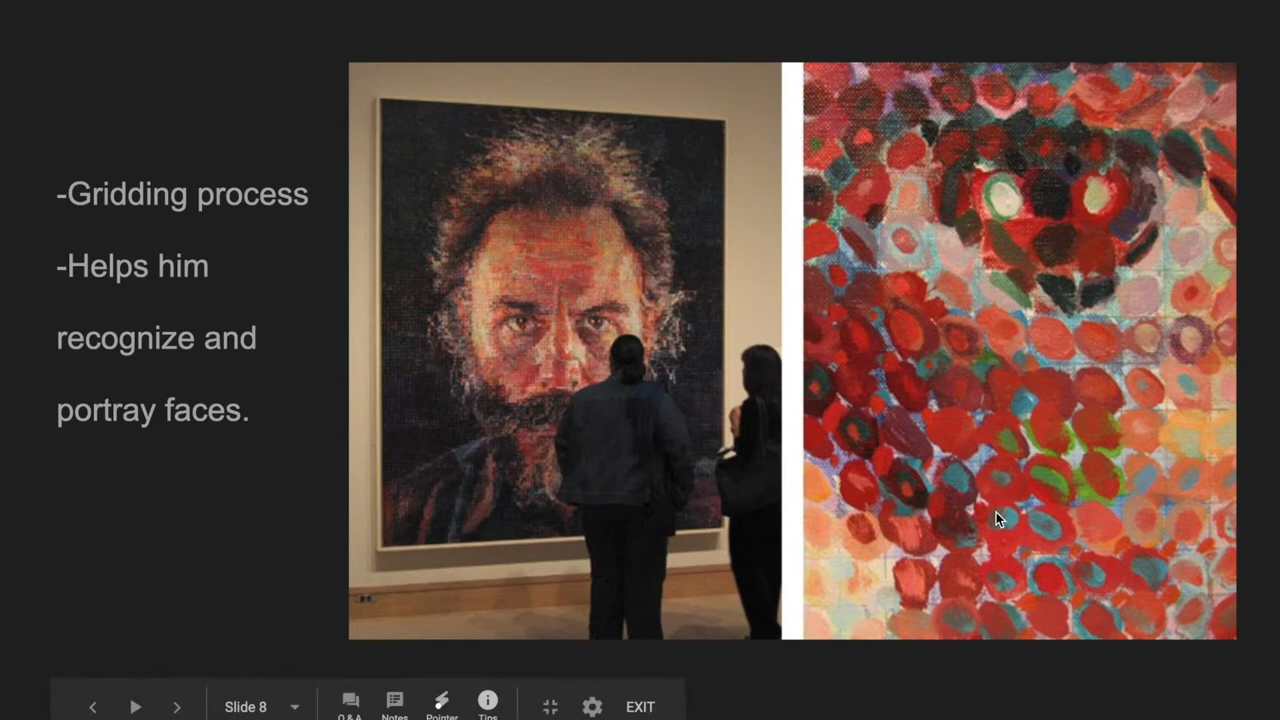 -Gridding process
-Helps him
recognize and
portray faces.
Slide 8
Q & A
Notes
Pointer
Tips
EXIT